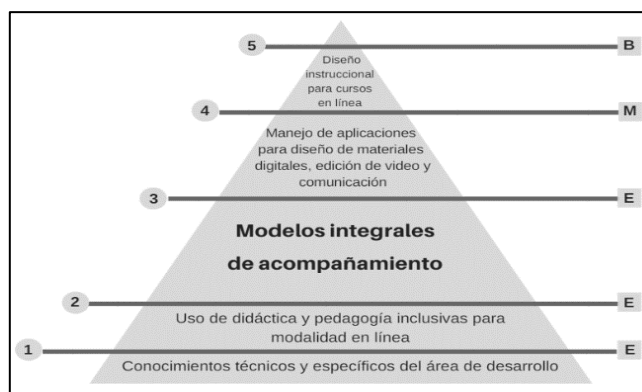 5 B
Diseño
instruccional
para cursos
en línea
4 M
Manejo de aplicaciones
para diseño de materiales
digitales, edición de video y
comunicación
3 E
Modelos integrales
de acompañamiento
2 E
Uso de didáctica y pedagogía inclusivas para
modalidad en línea
1 E
Conocimientos técnicos y específicos del área de desarrollo